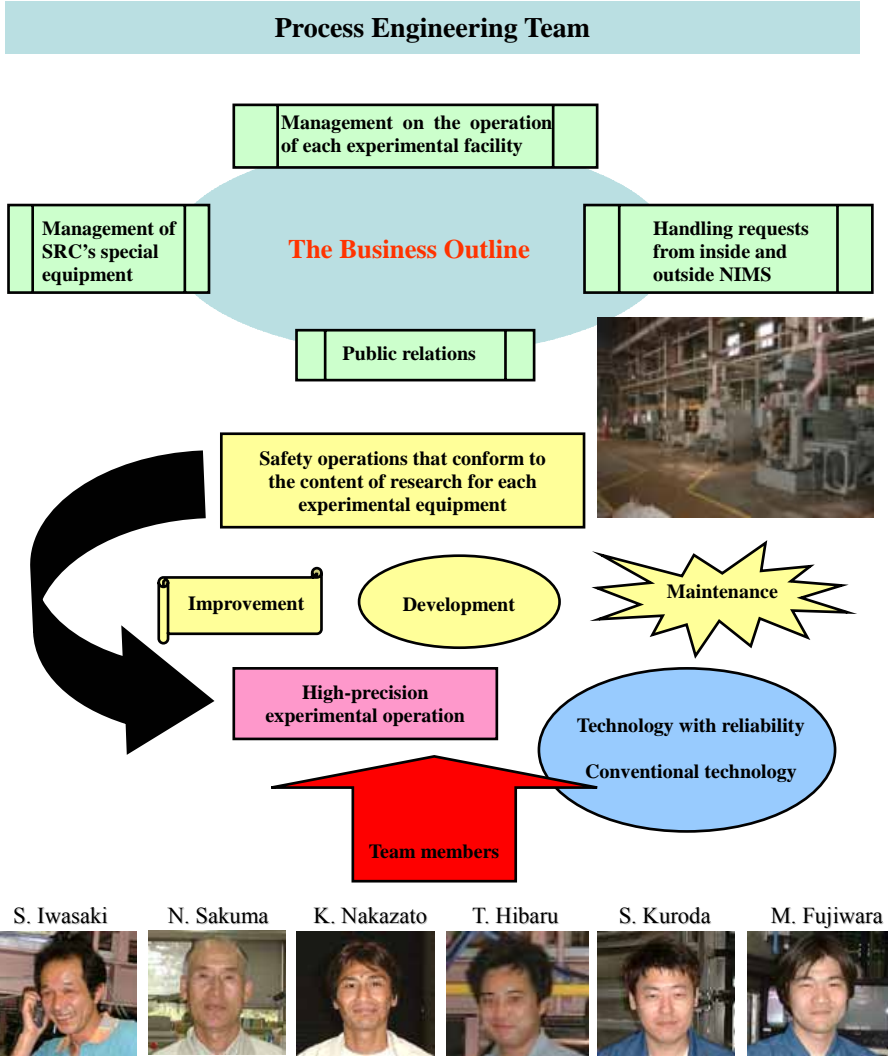 Process Engineering Team
Management on the operation
of each experimental facility
Management of
SRC's special
equipment
The Business Outline
Handling requests
from inside and
outside NIMS
Public relations
Safety operations that conform to
the content of research for each
experimental equipment
Improvement
Development
Maintenance
High-precision
experimental operation
Technology with reliability
Conventional technology
Team members
S. Iwasaki
N. Sakuma
K. Nakazato
T. Hibaru
S. Kuroda
M. Fujiwara